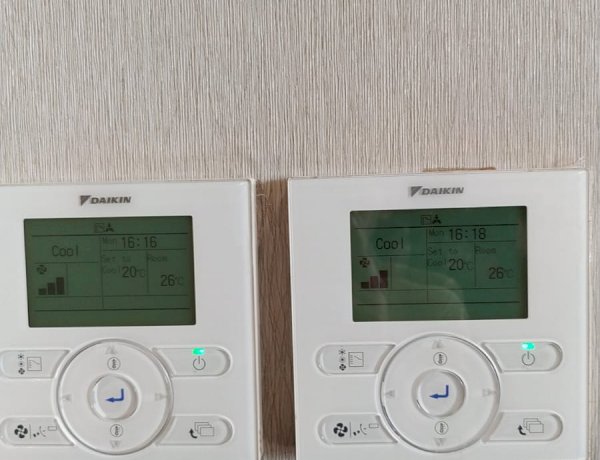 DAIKIN
Cool
Mon 16:16
Set to
Cool 20°C
Room
26°C
DAIKIN
Cool
Mon 16:18
Set to
Cool 20°C
Room
26°C